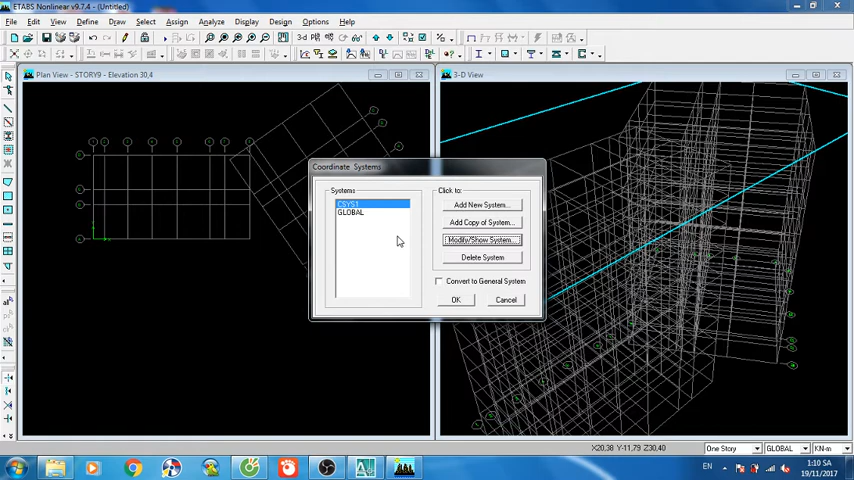 ETABS Nonlinear v9.7.4 - (Untitled)
File Edit View Define Draw Select Assign Analyze Display Design Options Help
Plan View - STORY9 - Elevation 30,4
3-D View
Coordinate Systems
Systems
CSYS1
GLOBAL
Click to:
Add New System...
Add Copy of System...
Modify/Show System...
Delete System
Convert to General System
OK
Cancel
X20,38 Y-11,79 Z30,40
One Story
GLOBAL
KN-m
EN
1:10 SA
19/11/2017